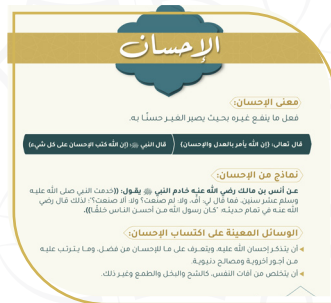 الإحسان
معنى الإحسان:
فعل ما ينفع غيره بحيث يصير الغير حسنًا به.
قال تعالى: {إن الله يأمر بالعدل والإحسان}
قال النبي ﷺ: (إن الله كتب الإحسان على كل شيء)
نماذج من الإحسان:
عن أنس بن مالك رضي الله عنه خادم النبي ﷺ يقول: ((خدمت النبي صلى الله عليه
وسلم عشر سنين، فما قال لي: أف، ولا: لم صنعت؟ ولا: ألا صنعت؟؛ لذلك قال رضي
الله عنه في تمام حديثه: "كان رسول الله من أحسن الناس خلقًا)).
الوسائل المعينة على اكتساب الإحسان:
أن يتذكر إحسان الله عليه، ويتعرف على ما للإحسان من فضل، وما يترتب عليه
من أجور أخروية ومصالح دنيوية.
أن يتخلص من آفات النفس، كالشح والبخل والطمع وغير ذلك.